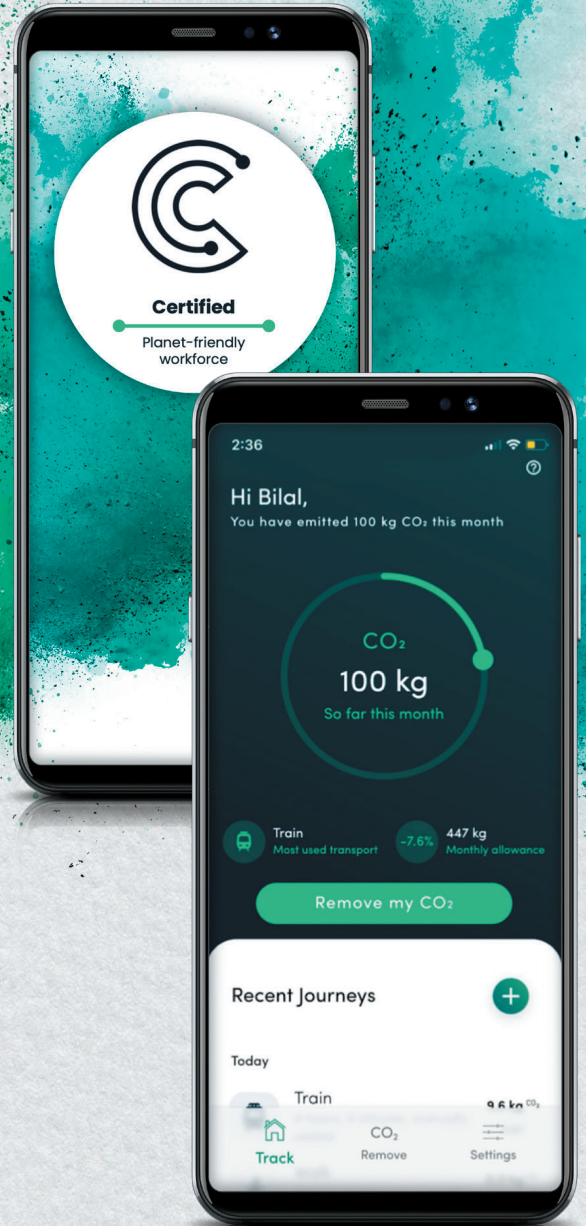 Certified
Planet-friendly
workforce
2:36
Hi Bilal,
You have emitted 100 kg CO₂ this month
CO₂
100 kg
So far this month
Train
Most used transport
-7.6%
447 kg
Monthly allowance
Remove my CO₂
Recent Journeys
Today
Train
9.6 kg CO₂
Track
CO₂
Remove
Settings